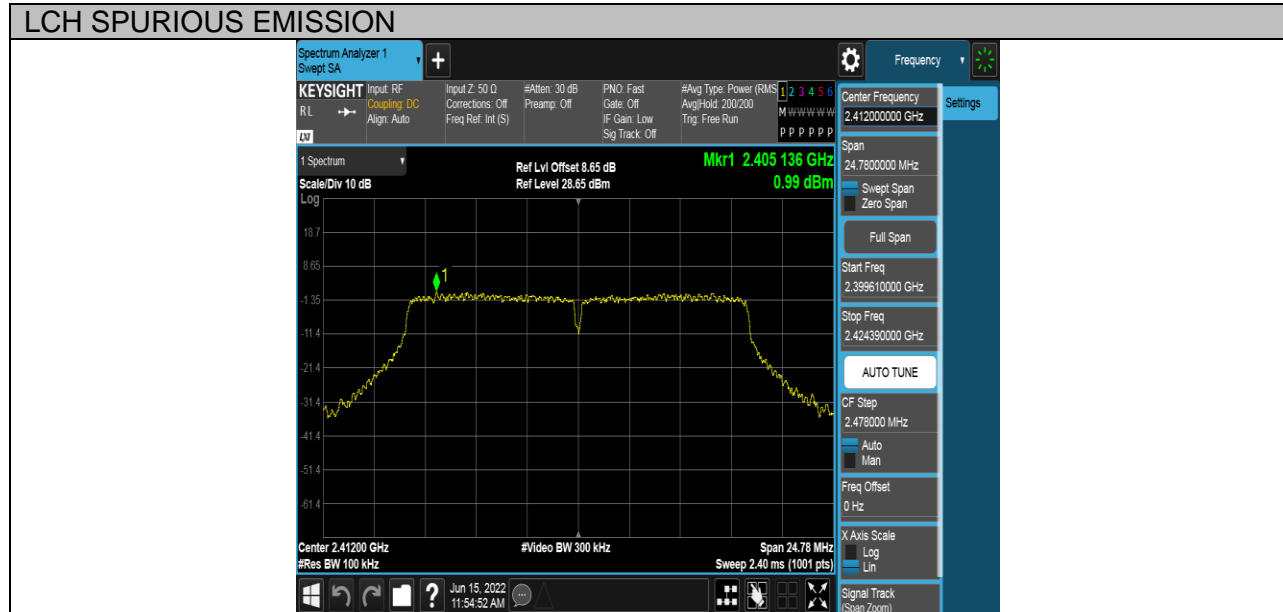 LCH SPURIOUS EMISSION
Spectrum Analyzer 1
Swept SA
+
Frequency
KEYSIGHT
RL
LXI
Input: RF
Coupling: DC
Align: Auto
Input Z: 50 Ω
Corrections: Off
Freq Ref: Int (S)
#Atten: 30 dB
Preamp: Off
PNO: Fast
Gate: Off
IF Gain: Low
Sig Track: Off
#Avg Type: Power (RMS
Avg|Hold: 200/200
Trig: Free Run
1 2 3 4 5 6
M W W W W W
P P P P P P
1 Spectrum
Scale/Div 10 dB
Log
Ref Lvl Offset 8.65 dB
Ref Level 28.65 dBm
Mkr1 2.405 136 GHz
0.99 dBm
18.7
8.65
-1.35
-11.4
-21.4
-31.4
-41.4
-51.4
-61.4
1
Center 2.41200 GHz
#Res BW 100 kHz
#Video BW 300 kHz
Span 24.78 MHz
Sweep 2.40 ms (1001 pts)
?
Jun 15, 2022
11:54:52 AM
Center Frequency
2.412000000 GHz
Settings
Span
24.7800000 MHz
Swept Span
Zero Span
Full Span
Start Freq
2.399610000 GHz
Stop Freq
2.424390000 GHz
AUTO TUNE
CF Step
2.478000 MHz
Auto
Man
Freq Offset
0 Hz
X Axis Scale
Log
Lin
Signal Track
(Span Zoom)